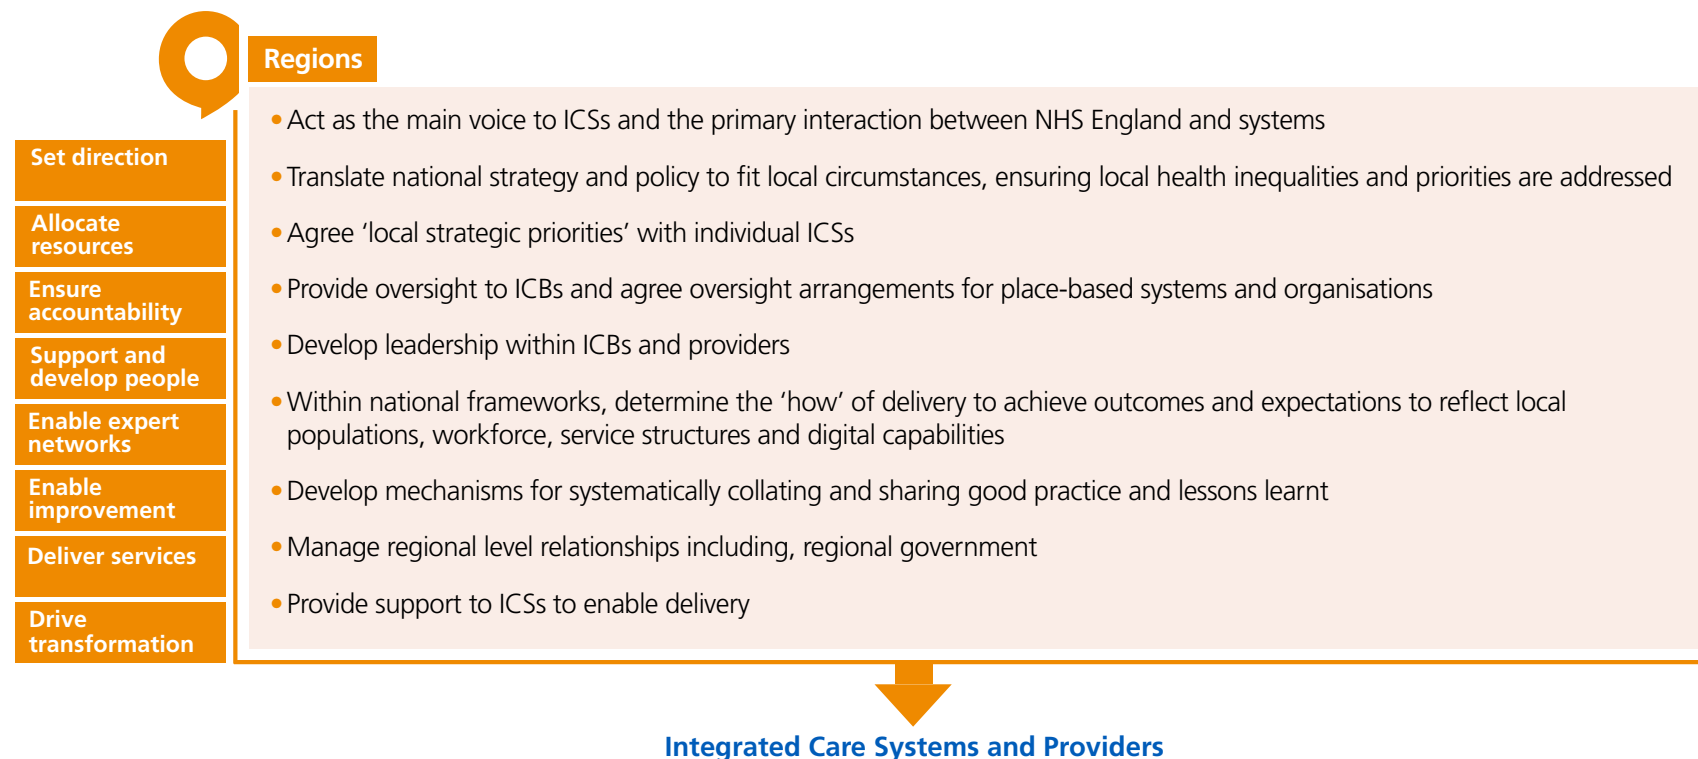 Regions
• Act as the main voice to ICSs and the primary interaction between NHS England and systems
• Translate national strategy and policy to fit local circumstances, ensuring local health inequalities and priorities are addressed
• Agree ‘local strategic priorities’ with individual ICSs
• Provide oversight to ICBs and agree oversight arrangements for place-based systems and organisations
• Develop leadership within ICBs and providers
• Within national frameworks, determine the ‘how’ of delivery to achieve outcomes and expectations to reflect local
populations, workforce, service structures and digital capabilities
• Develop mechanisms for systematically collating and sharing good practice and lessons learnt
• Manage regional level relationships including, regional government
• Provide support to ICSs to enable delivery
Set direction
Allocate
resources
Ensure
accountability
Support and
develop people
Enable expert
networks
Enable
improvement
Deliver services
Drive
transformation
Integrated Care Systems and Providers